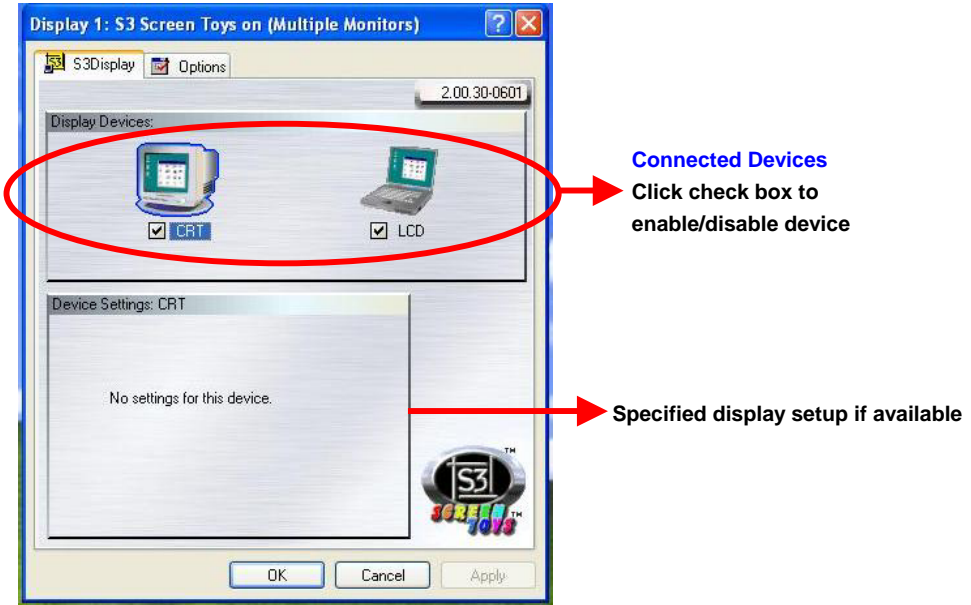 Display 1: S3 Screen Toys on (Multiple Monitors)
S3Display
Options
2.00.30-0601
Display Devices:
CRT
LCD
Connected Devices
Click check box to
enable/disable device
Device Settings: CRT
No settings for this device.
Specified display setup if available
S3
TM
SCREEN
TOYS
TM
OK
Cancel
Apply